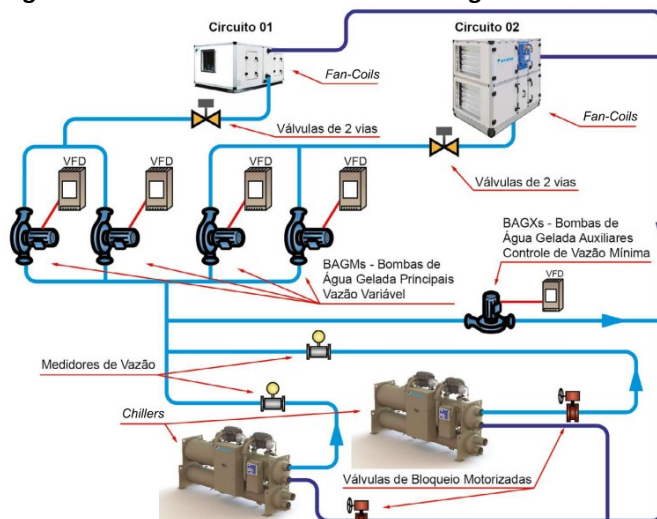 Circuito 01
Circuito 02
Fan-Coils
Fan-Coils
Válvulas de 2 vias
Válvulas de 2 vias
VFD
VFD
VFD
VFD
BAGMs - Bombas de
Água Gelada Principais
Vazão Variável
BAGXs - Bombas de
Água Gelada Auxiliares
Controle de Vazão Mínima
VFD
Medidores de Vazão
Chillers
Válvulas de Bloqueio Motorizadas